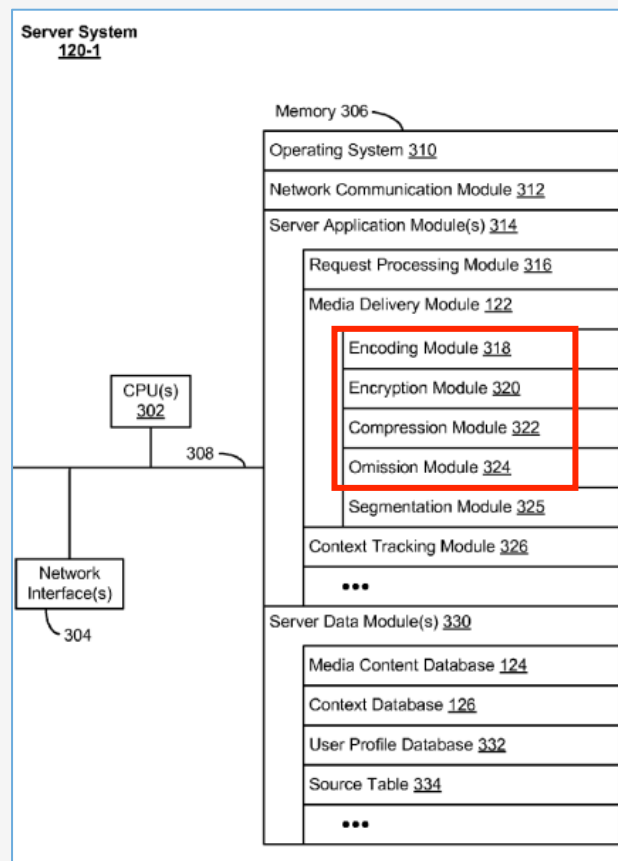 Server System
120-1
Memory 306
Operating System 310
Network Communication Module 312
Server Application Module(s) 314
Request Processing Module 316
Media Delivery Module 122
Encoding Module 318
Encryption Module 320
Compression Module 322
Omission Module 324
Segmentation Module 325
Context Tracking Module 326
•••
CPU(s)
302
308
Network
Interface(s)
304
Server Data Module(s) 330
Media Content Database 124
Context Database 126
User Profile Database 332
Source Table 334
•••